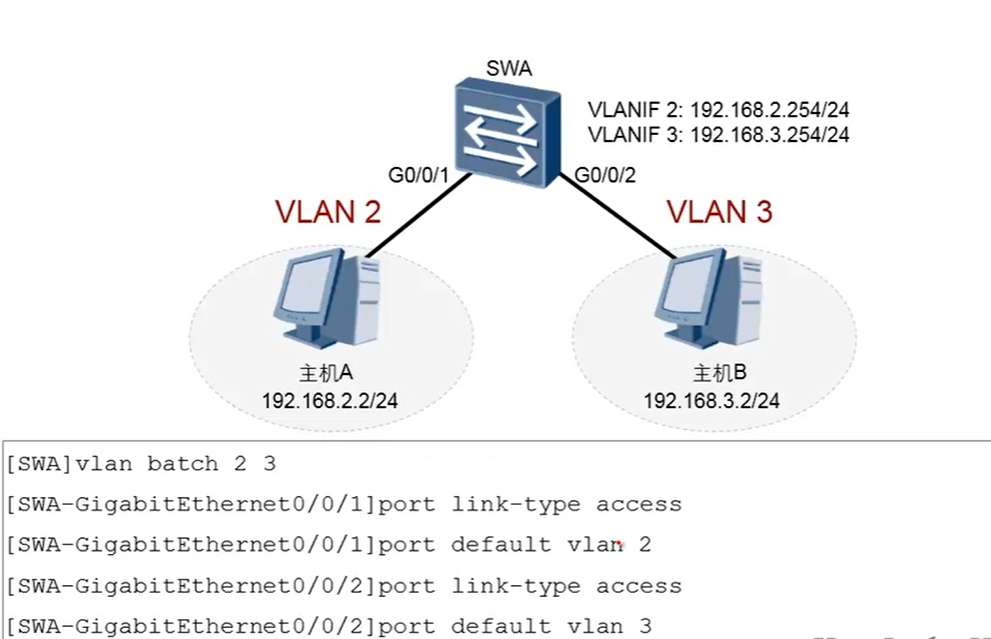 SWA
VLANIF 2: 192.168.2.254/24
VLANIF 3: 192.168.3.254/24
G0/0/1
G0/0/2
VLAN 2
VLAN 3
主机A
192.168.2.2/24
主机B
192.168.3.2/24
[SWA]vlan batch 2 3
[SWA-GigabitEthernet0/0/1]port link-type access
[SWA-GigabitEthernet0/0/1]port default vlan 2
[SWA-GigabitEthernet0/0/2]port link-type access
[SWA-GigabitEthernet0/0/2]port default vlan 3